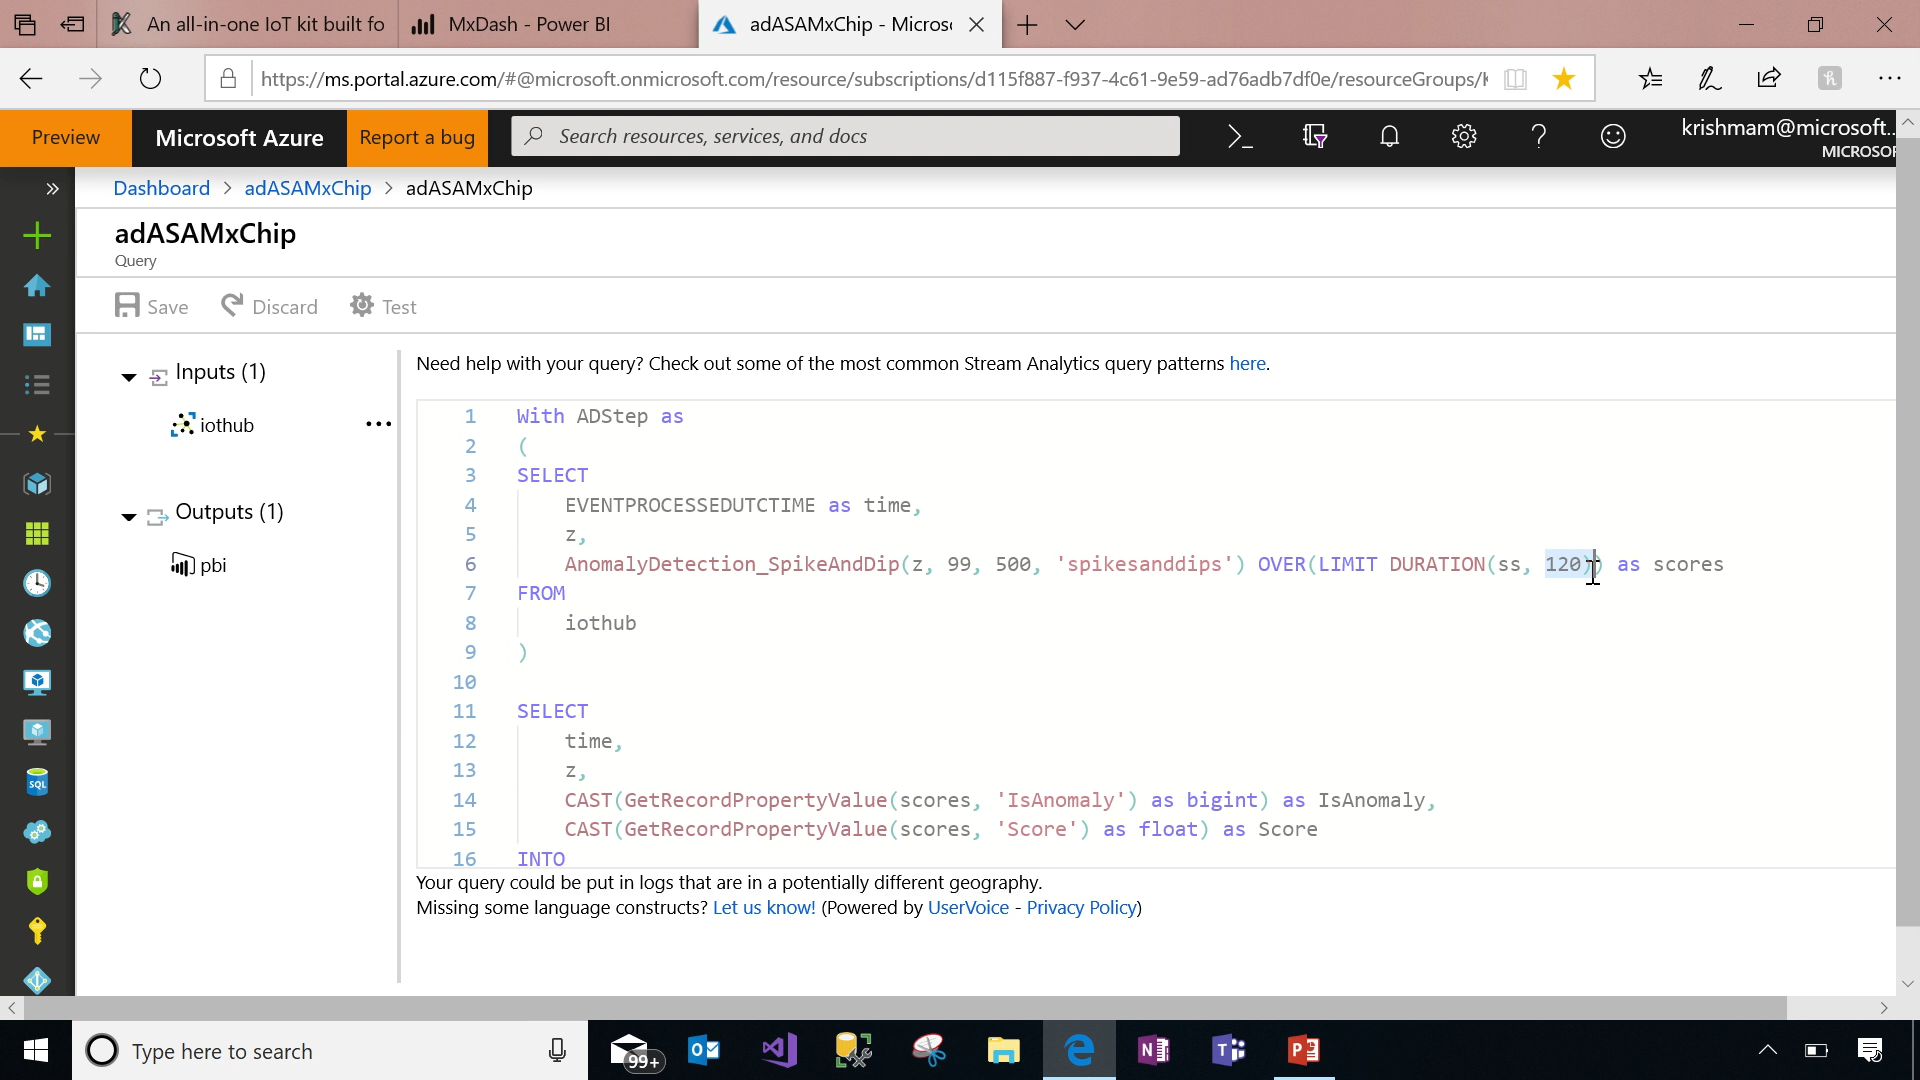 An all-in-one IoT kit built fo
MxDash - Power BI
adASAMxChip - Micros
https://ms.portal.azure.com/#@microsoft.onmicrosoft.com/resource/subscriptions/d115f887-f937-4c61-9e59-ad76adb7df0e/resourceGroups/k
Preview
Microsoft Azure
Report a bug
Search resources, services, and docs
krishmam@microsoft...
MICROSOF
Dashboard > adASAMxChip > adASAMxChip
adASAMxChip
Query
Save
Discard
Test
Inputs (1)
iothub
Outputs (1)
pbi
Need help with your query? Check out some of the most common Stream Analytics query patterns here.
1 With ADStep as
2 (
3 SELECT
4 EVENTPROCESSEDUTCTIME as time,
5 z,
6 AnomalyDetection_SpikeAndDip(z, 99, 500, 'spikesanddips') OVER(LIMIT DURATION(ss, 120)) as scores
7 FROM
8 iothub
9 )
10
11 SELECT
12 time,
13 z,
14 CAST(GetRecordPropertyValue(scores, 'IsAnomaly') as bigint) as IsAnomaly,
15 CAST(GetRecordPropertyValue(scores, 'Score') as float) as Score
16 INTO
Your query could be put in logs that are in a potentially different geography.
Missing some language constructs? Let us know! (Powered by UserVoice - Privacy Policy)
SQL
Type here to search
99+